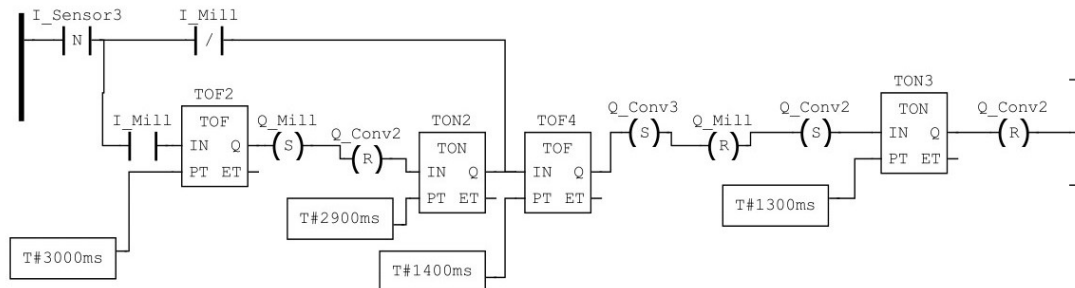 I_Sensor3
N
I_Mill
/
I_Mill
TOF2
TOF
IN Q
PT ET
T#3000ms
Q_Mill
S
Q_Conv2
R
TON2
TON
IN Q
PT ET
T#2900ms
TOF4
TOF
IN Q
PT ET
T#1400ms
Q_Conv3
S
Q_Mill
R
Q_Conv2
S
TON3
TON
IN Q
PT ET
T#1300ms
Q_Conv2
R